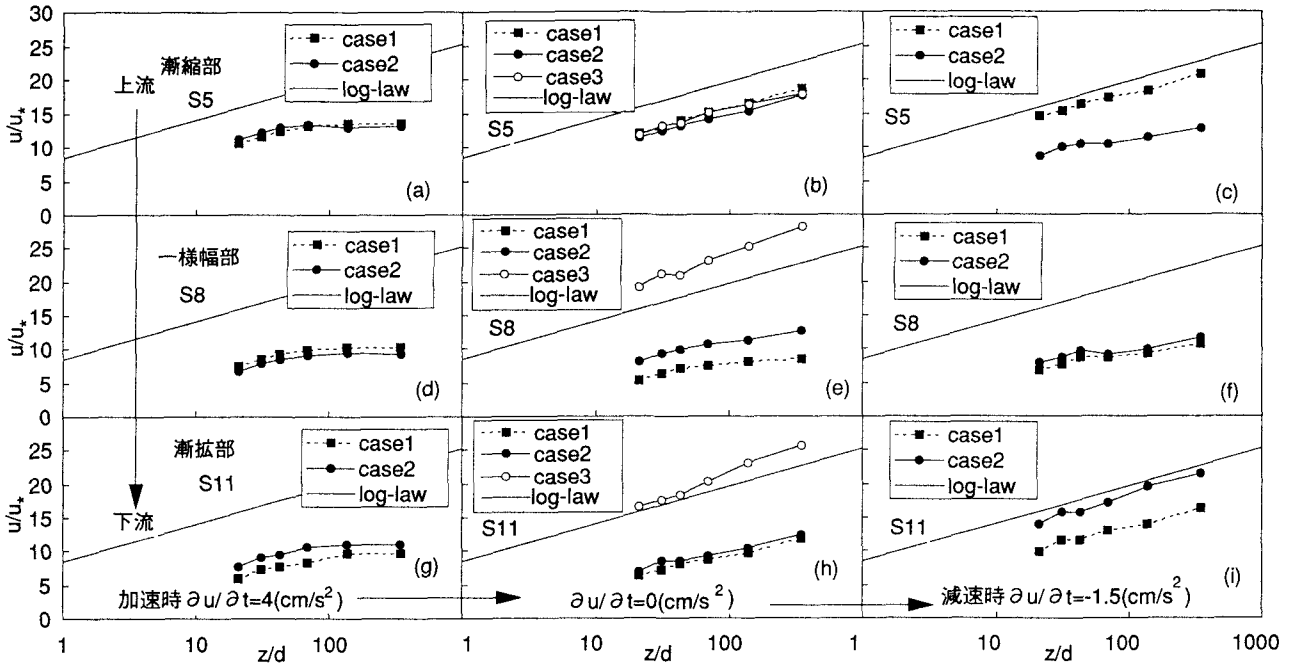 30
25
20
15
10
5
0
u/u*
上流
漸縮部
S5
case1
case2
log-law
(a)
S5
case1
case2
case3
log-law
(b)
S5
case1
case2
log-law
(c)
25
20
15
10
5
0
u/u*
一様幅部
S8
case1
case2
log-law
(d)
case1
case2
case3
log-law
S8
(e)
case1
case2
log-law
S8
(f)
25
20
15
10
5
0
u/u*
漸拡部
S11
下流
case1
case2
log-law
(g)
case1
case2
case3
log-law
S11
(h)
case1
case2
log-law
S11
(i)
加速時 ∂u/∂t=4(cm/s²)
∂u/∂t=0(cm/s²)
減速時 ∂u/∂t=-1.5(cm/s²)
1 10 100 1 10 100 1 10 100 1000
z/d z/d z/d